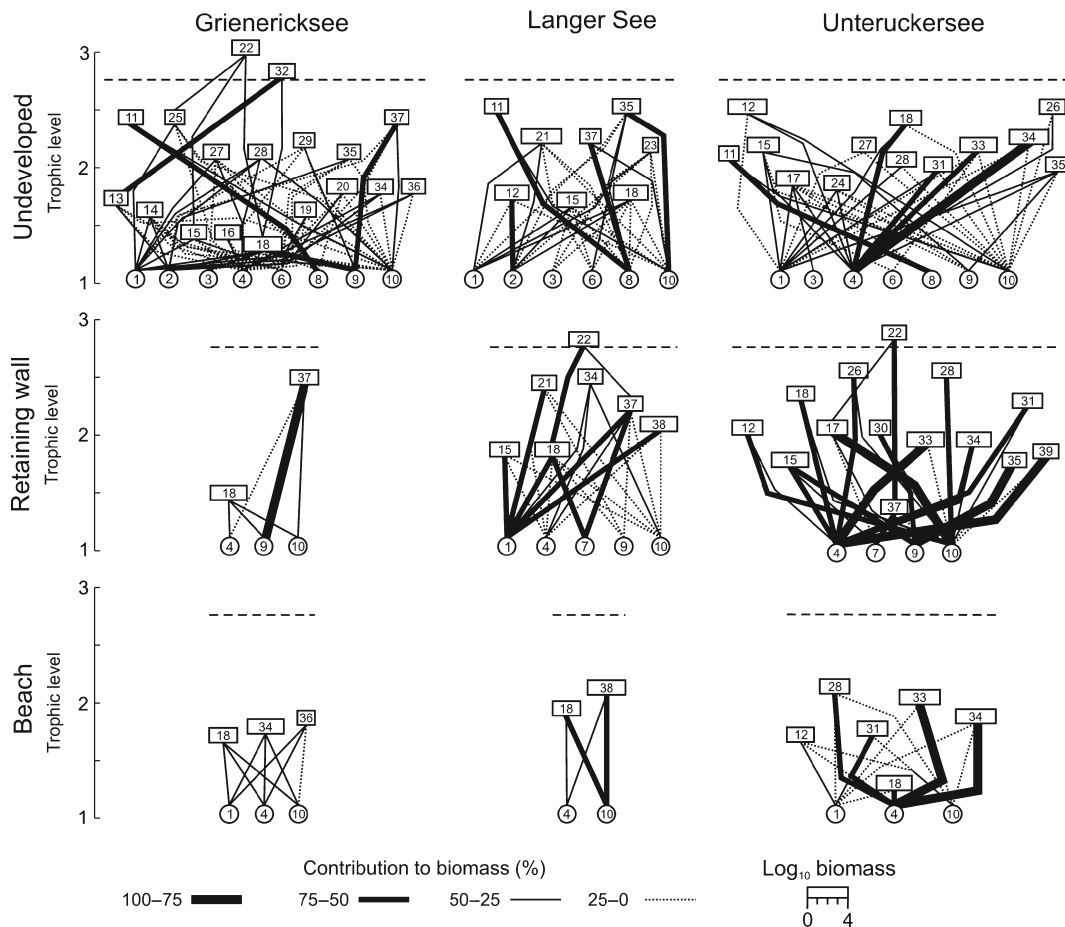 Grienericksee Langer See Unteruckersee
Undeveloped
Trophic level
3
2
1
22
32
11 25 37
27 28 29 35
13 14 20 34 36
15 16 18 19
1 2 3 4 6 8 9 10
11 35
21 37 23
12 15 18
1 2 3 6 8 10
12 18 26
11 15 27 28 31 33 34 35
17 24
1 3 4 6 8 9 10
Retaining wall
Trophic level
3
2
1
37
18
4 9 10
22
21 34
37
15 18 38
1 4 7 9 10
22
26 28
18 31
12 17 30 33 34
15 35 39
37
4 7 9 10
Beach
Trophic level
3
2
1
18 34 36
1 4 10
38
18
4 10
28 33
12 31 34
18
1 4 10
Contribution to biomass (%) Log₁₀ biomass
100–75 75–50 50–25 25–0
0 4